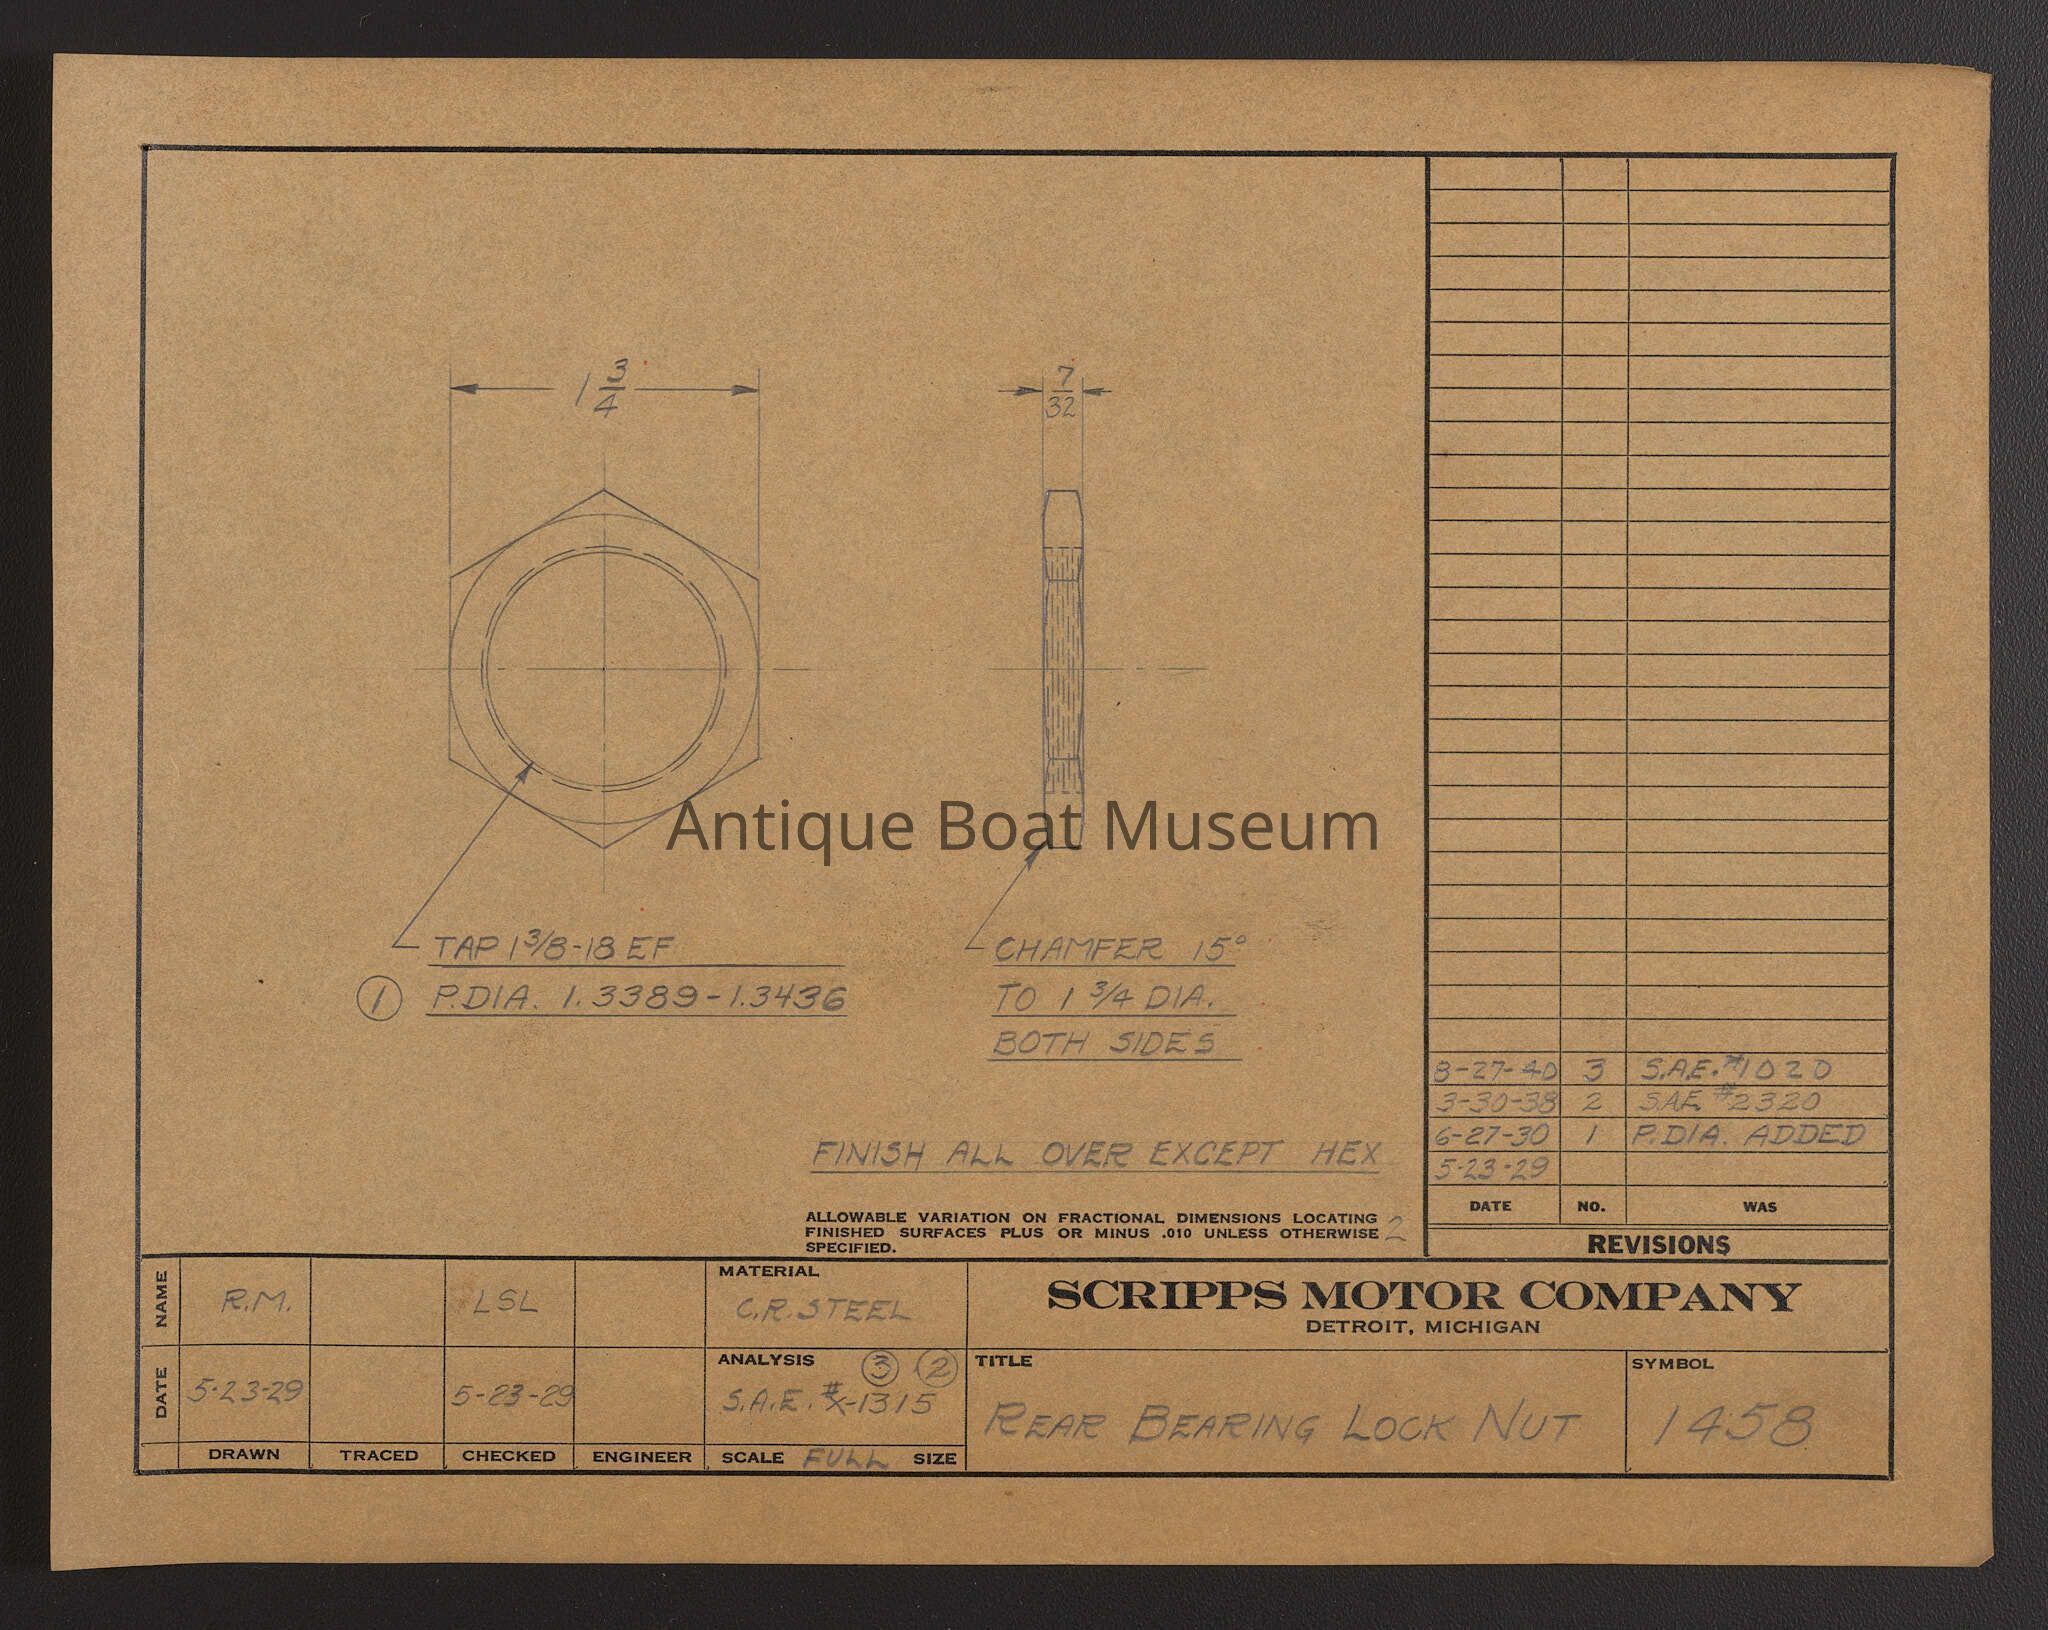 1 3/4
7/32
Antique Boat Museum
TAP 1 3/8-18 EF
① P.DIA. 1.3389-1.3436
CHAMFER 15°
TO 1 3/4 DIA.
BOTH SIDES
FINISH ALL OVER EXCEPT HEX
ALLOWABLE VARIATION ON FRACTIONAL DIMENSIONS LOCATING
FINISHED SURFACES PLUS OR MINUS .010 UNLESS OTHERWISE 2
SPECIFIED.
8-27-40 3 S.A.E.#1020
3-30-38 2 SAE #2320
6-27-30 1 P.DIA. ADDED
5-23-29
DATE NO. WAS
REVISIONS
NAME R.M. LSL
DATE 5-23-29 5-23-29
DRAWN TRACED CHECKED ENGINEER
MATERIAL
C.R.STEEL
ANALYSIS ③ ②
S.A.E. #X-1315
SCALE FULL SIZE
SCRIPPS MOTOR COMPANY
DETROIT, MICHIGAN
TITLE
REAR BEARING LOCK NUT
SYMBOL
1458